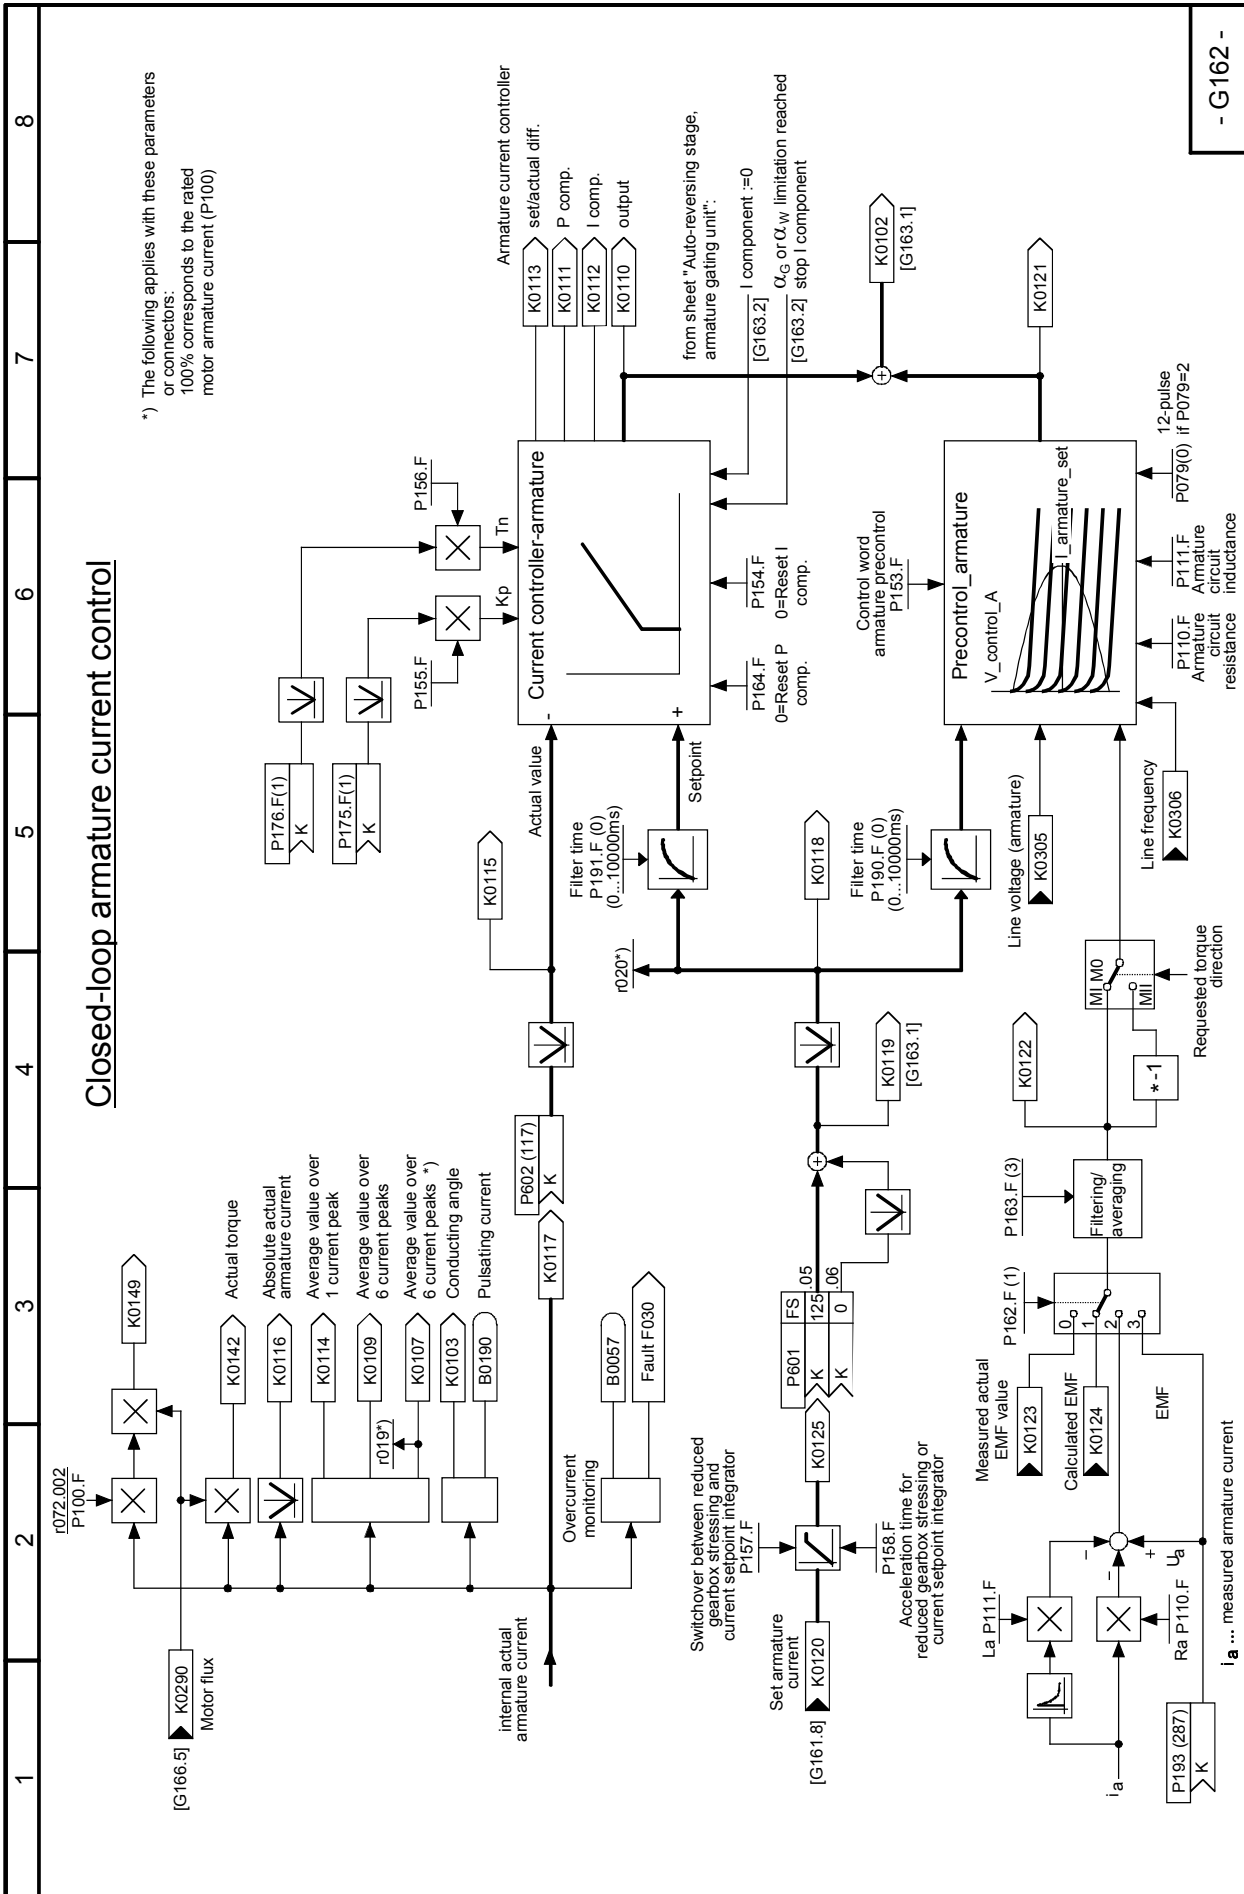 1
2
3
4
5
6
7
8
Closed-loop armature current control
*) The following applies with these parameters
or connectors:
100% corresponds to the rated
motor armature current (P100)
- G162 -
[G166.5]
K0290
Motor flux
r072.002
P100.F
K0149
K0142
Actual torque
K0116
Absolute actual
armature current
K0114
Average value over
1 current peak
K0109
Average value over
6 current peaks
r019*)
K0107
Average value over
6 current peaks *)
K0103
Conducting angle
B0190
Pulsating current
internal actual
armature current
Overcurrent
monitoring
B0057
Fault F030
K0117
P602 (117)
K
K0115
Actual value
P176.F(1)
K
P175.F(1)
K
P155.F
P156.F
Kp
Tn
Current controller-armature
-
+
Setpoint
Filter time
P191.F (0)
(0...10000ms)
r020*)
P164.F
0=Reset P
comp.
P154.F
0=Reset I
comp.
Armature current controller
K0113
set/actual diff.
K0111
P comp.
K0112
I comp.
K0110
output
from sheet "Auto-reversing stage,
armature gating unit":
I component :=0
[G163.2]
αG or αW limitation reached
[G163.2] stop I component
Switchover between reduced
gearbox stressing and
current setpoint integrator
P157.F
Set armature
current
[G161.8]
K0120
P158.F
Acceleration time for
reduced gearbox stressing or
current setpoint integrator
K0125
P601
FS
K
125
.05
K
0
.06
+
K0119
[G163.1]
K0118
Filter time
P190.F (0)
(0...10000ms)
+
K0102
[G163.1]
K0121
Control word
armature precontrol
P153.F
Precontrol_armature
V_control_A
I_armature_set
Line voltage (armature)
K0305
Line frequency
K0306
P110.F
Armature
circuit
resistance
P111.F
Armature
circuit
inductance
P079(0)
12-pulse
if P079=2
Measured actual
EMF value
K0123
Calculated EMF
K0124
EMF
P162.F (1)
0
1
2
3
P163.F (3)
Filtering/
averaging
K0122
*-1
MI, M0
MII
Requested torque
direction
La P111.F
Ra P110.F
-
-
+
Ua
ia
P193 (287)
K
ia ... measured armature current